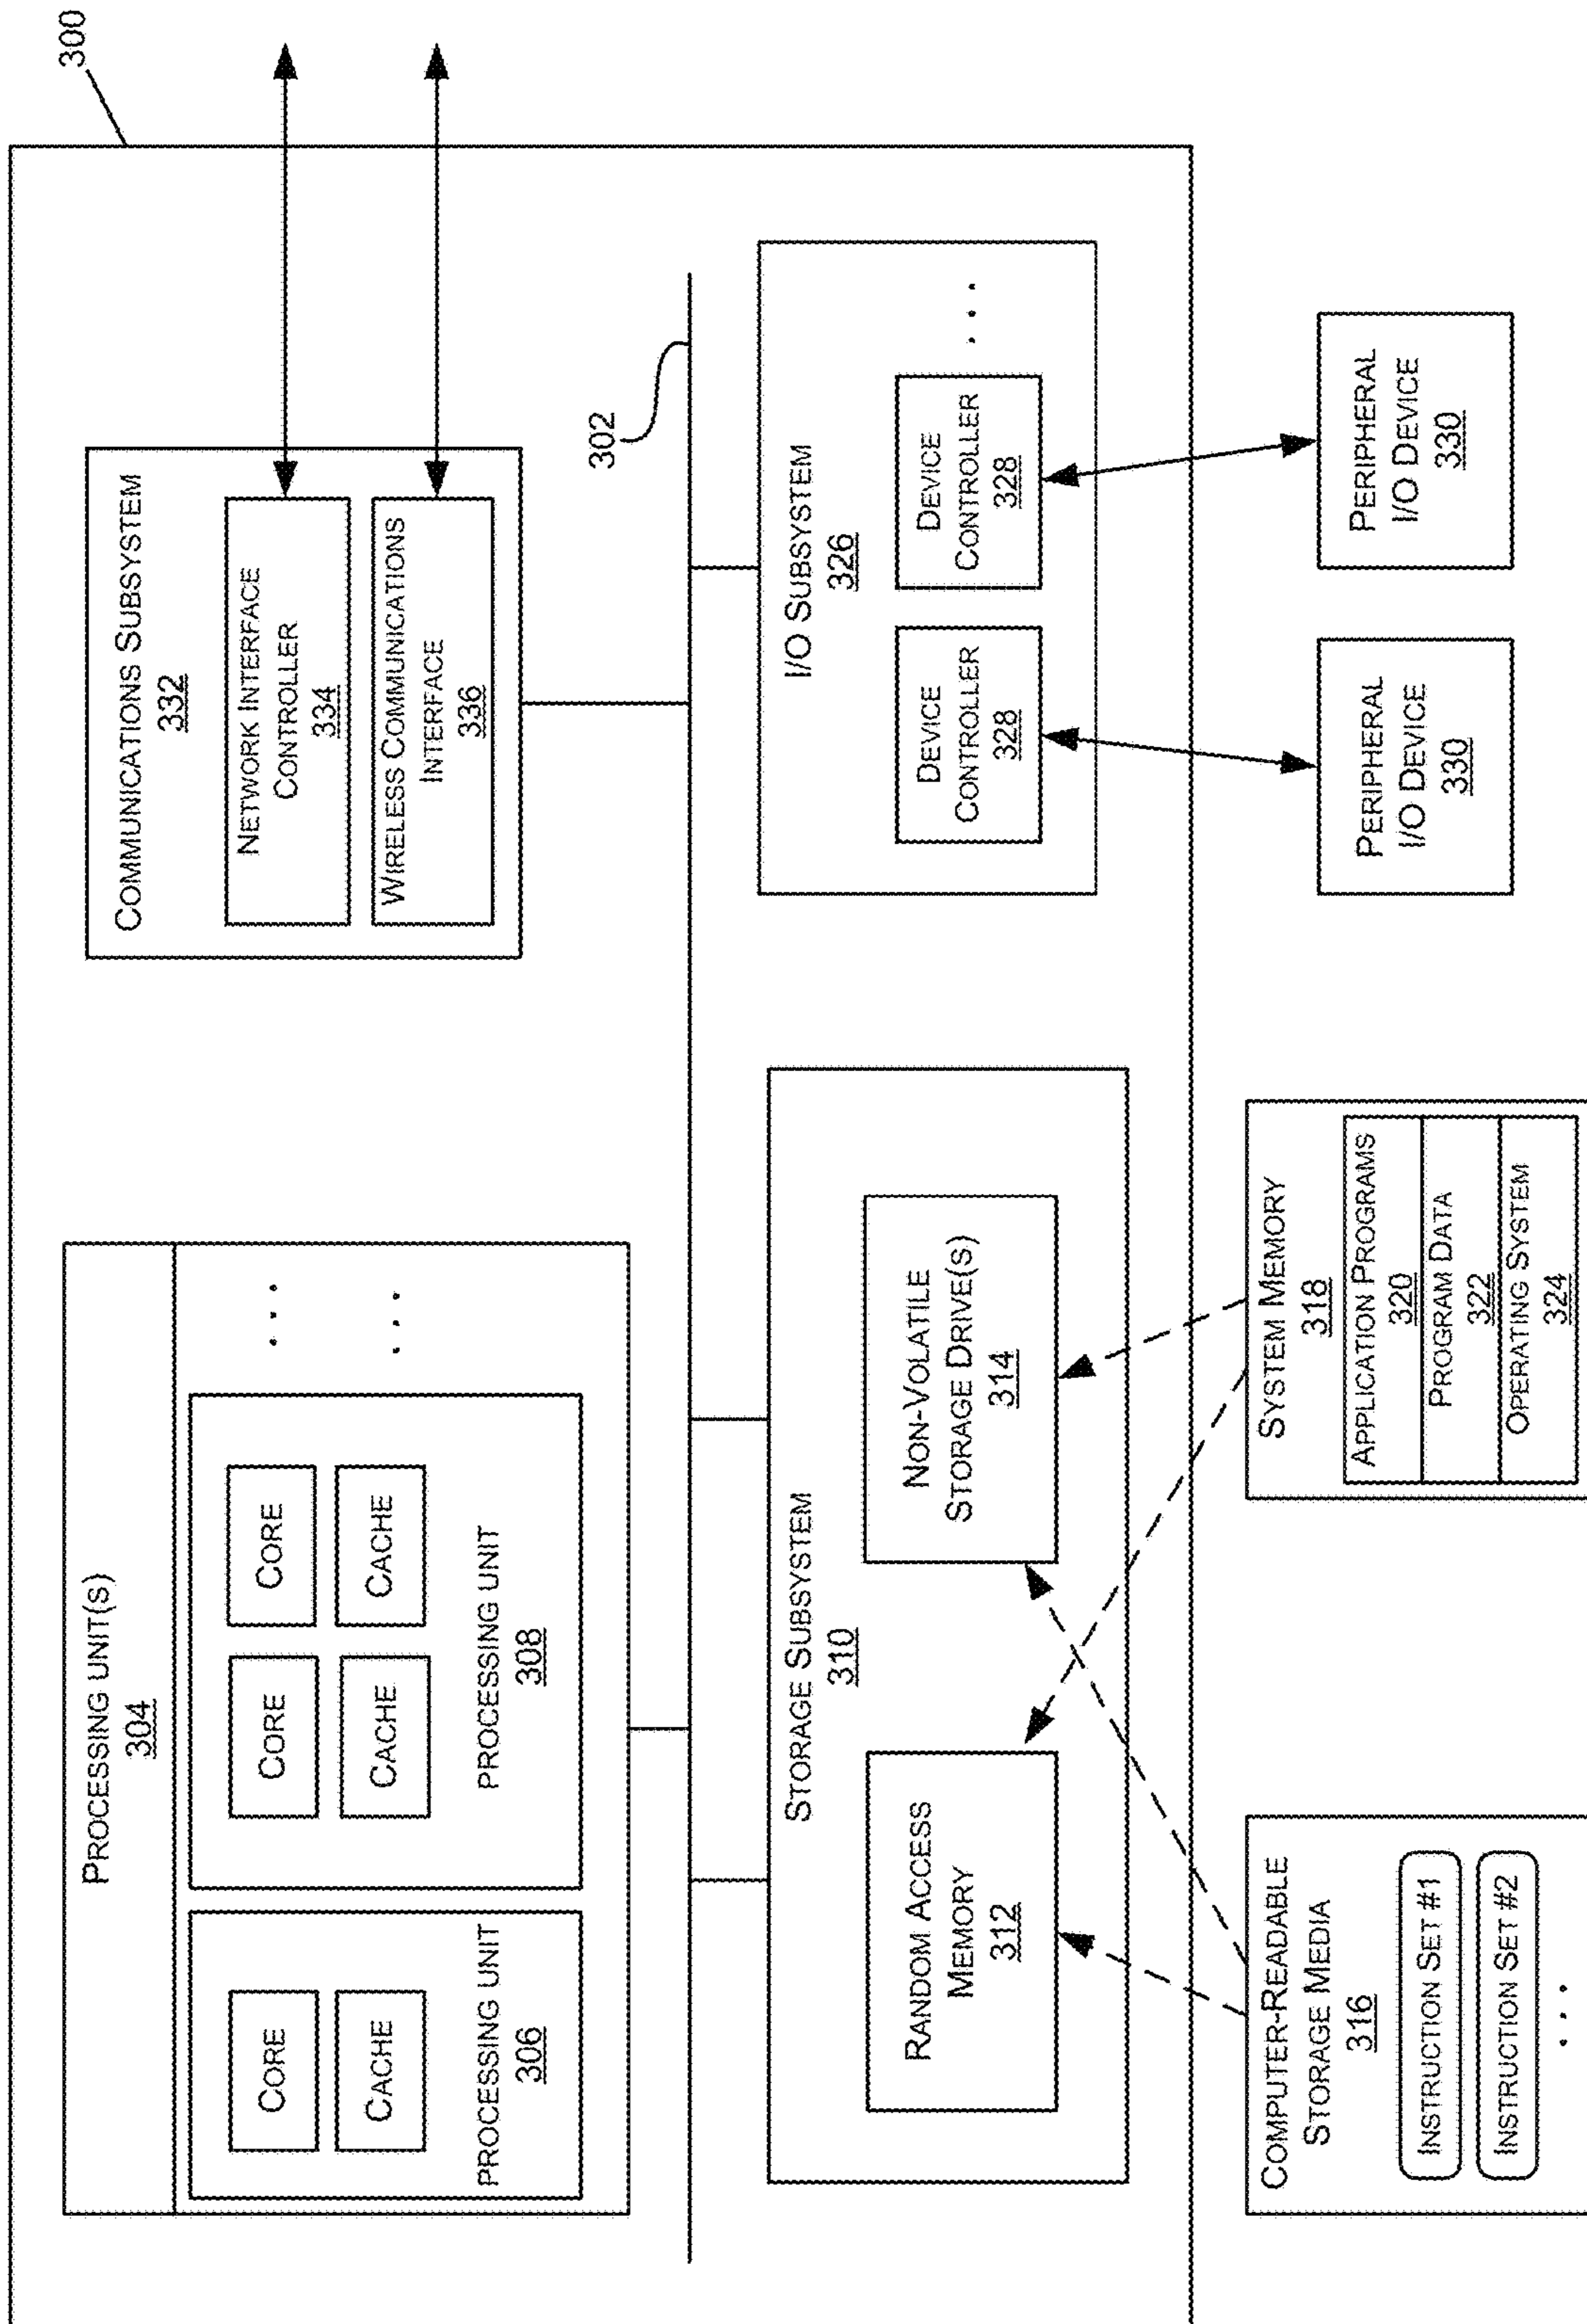 300
PROCESSING UNIT(S)
304
CORE
CACHE
PROCESSING UNIT
306
CORE
CORE
CACHE
CACHE
PROCESSING UNIT
308
. . .
. . .
COMMUNICATIONS SUBSYSTEM
332
NETWORK INTERFACE
CONTROLLER
334
WIRELESS COMMUNICATIONS
INTERFACE
336
302
STORAGE SUBSYSTEM
310
RANDOM ACCESS
MEMORY
312
NON-VOLATILE
STORAGE DRIVE(S)
314
I/O SUBSYSTEM
326
DEVICE
CONTROLLER
328
DEVICE
CONTROLLER
328
. . .
COMPUTER-READABLE
STORAGE MEDIA
316
INSTRUCTION SET #1
INSTRUCTION SET #2
. . .
SYSTEM MEMORY
318
APPLICATION PROGRAMS
320
PROGRAM DATA
322
OPERATING SYSTEM
324
PERIPHERAL
I/O DEVICE
330
PERIPHERAL
I/O DEVICE
330